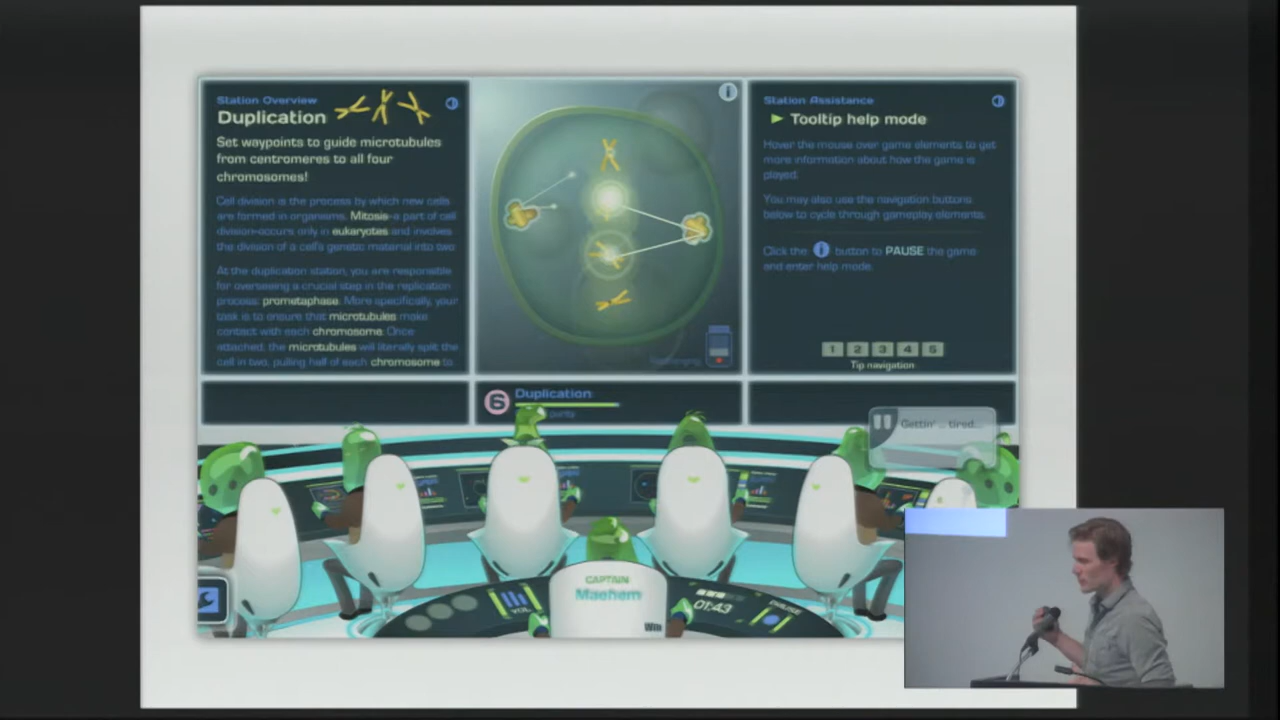 Station Overview
Duplication
Set waypoints to guide microtubules
from centromeres to all four
chromosomes!
Cell division is the process by which new cells
are formed in organisms. Mitosis-a part of cell
division-occurs only in eukaryotes and involves
the division of a cell's genetic material into two
At the duplication station, you are responsible
for overseeing a crucial step in the replication
process: prometaphase. More specifically, your
task is to ensure that microtubules make
contact with each chromosome. Once
attached, the microtubules will literally split the
cell in two, pulling half of each chromosome to
Station Assistance
Tooltip help mode
Hover the mouse over game elements to get
more information about how the game is
played.
You may also use the navigation buttons
below to cycle through gameplay elements.
Click the i button to PAUSE the game
and enter help mode.
1 2 3 4 5
Tip navigation
6 Duplication
Gettin' ... tired...
CAPTAIN
Maehem
VOL
01:43
PAUSE